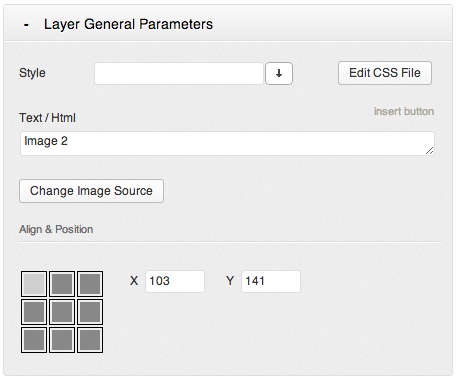 - Layer General Parameters
Style Edit CSS File
insert button
Text / Html
Image 2
Change Image Source
Align & Position
X 103 Y 141